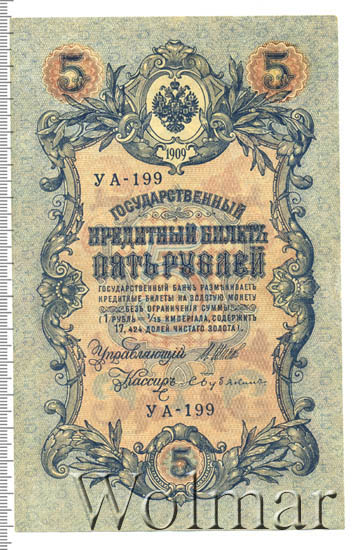 5 5
1909
УА-199
ГОСУДАРСТВЕННЫЙ
КРЕДИТНЫЙ БИЛЕТЪ
ПЯТЬ РУБЛЕЙ
ГОСУДАРСТВЕННЫЙ БАНКЪ РАЗМѢНИВАЕТЪ
КРЕДИТНЫЕ БИЛЕТЫ НА ЗОЛОТУЮ МОНЕТУ
БЕЗЪ ОГРАНИЧЕНІЯ СУММЫ
(1 РУБЛЬ = 1/15 ИМПЕРІАЛА, СОДЕРЖИТЪ
17,424 ДОЛЕЙ ЧИСТАГО ЗОЛОТА).
Управляющій
Кассиръ
УА-199
5
Wolmar